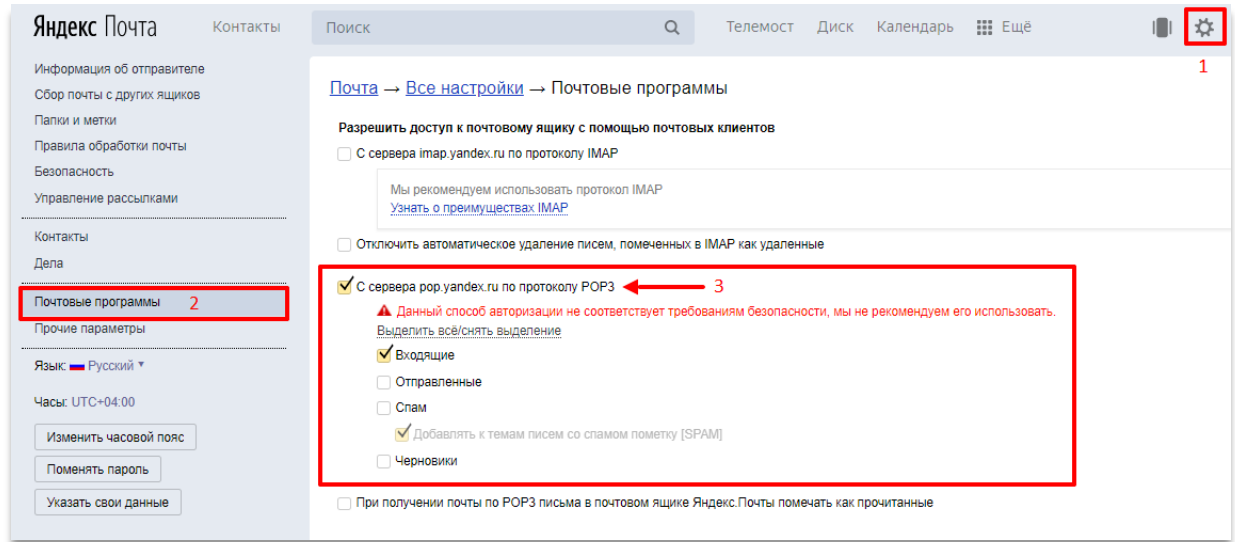 Яндекс Почта
Контакты
Поиск
Телемост
Диск
Календарь
Ещё
1
Информация об отправителе
Сбор почты с других ящиков
Папки и метки
Правила обработки почты
Безопасность
Управление рассылками
Контакты
Дела
Почтовые программы 2
Прочие параметры
Язык: Русский
Часы: UTC+04:00
Изменить часовой пояс
Поменять пароль
Указать свои данные
Почта → Все настройки → Почтовые программы
Разрешить доступ к почтовому ящику с помощью почтовых клиентов
С сервера imap.yandex.ru по протоколу IMAP
Мы рекомендуем использовать протокол IMAP
Узнать о преимуществах IMAP
Отключить автоматическое удаление писем, помеченных в IMAP как удаленные
С сервера pop.yandex.ru по протоколу POP3 3
Данный способ авторизации не соответствует требованиям безопасности, мы не рекомендуем его использовать.
Выделить всё/снять выделение
Входящие
Отправленные
Спам
Добавлять к темам писем со спамом пометку [SPAM]
Черновики
При получении почты по POP3 письма в почтовом ящике Яндекс.Почты помечать как прочитанные